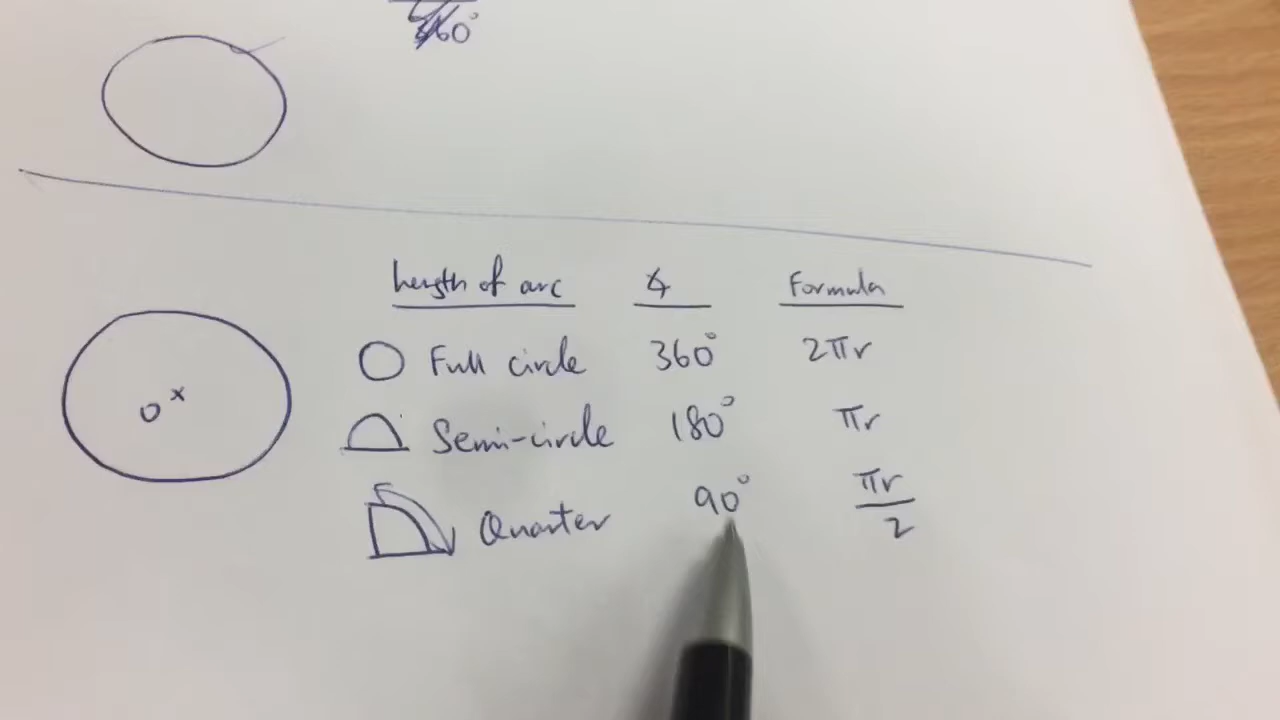 360°
Length of arc ∡ Formula
Full circle 360° 2πr
Semi-circle 180° πr
Quarter 90° πr/2
O ×